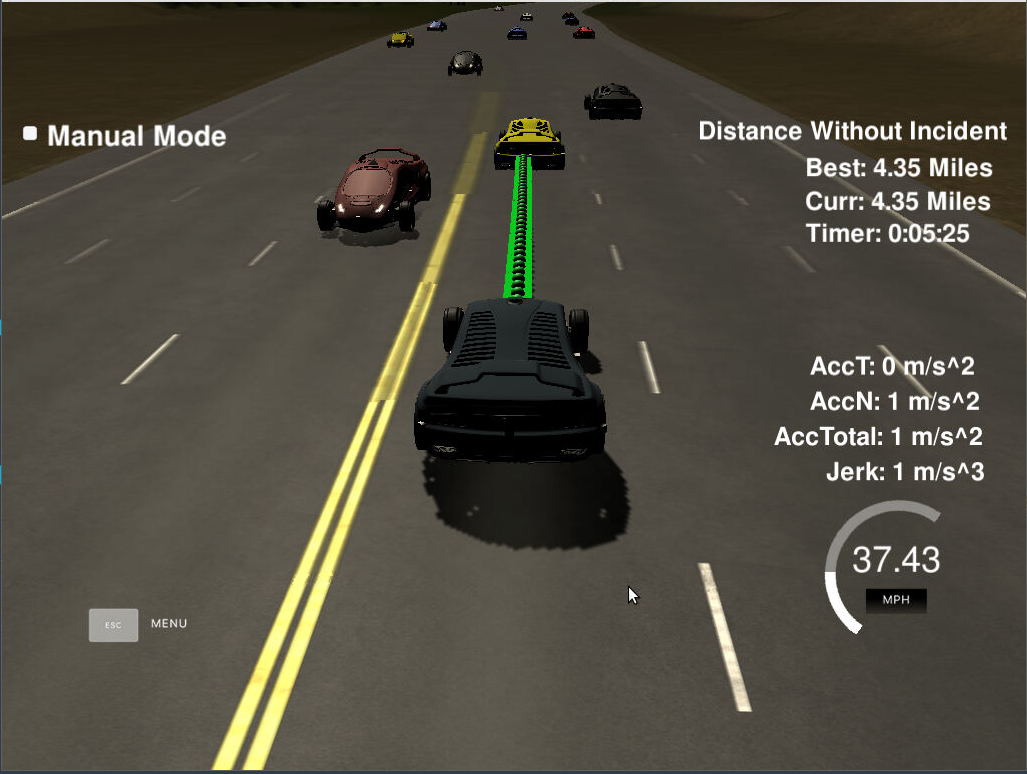 Manual Mode
Distance Without Incident
Best: 4.35 Miles
Curr: 4.35 Miles
Timer: 0:05:25
AccT: 0 m/s^2
AccN: 1 m/s^2
AccTotal: 1 m/s^2
Jerk: 1 m/s^3
37.43
MPH
ESC MENU